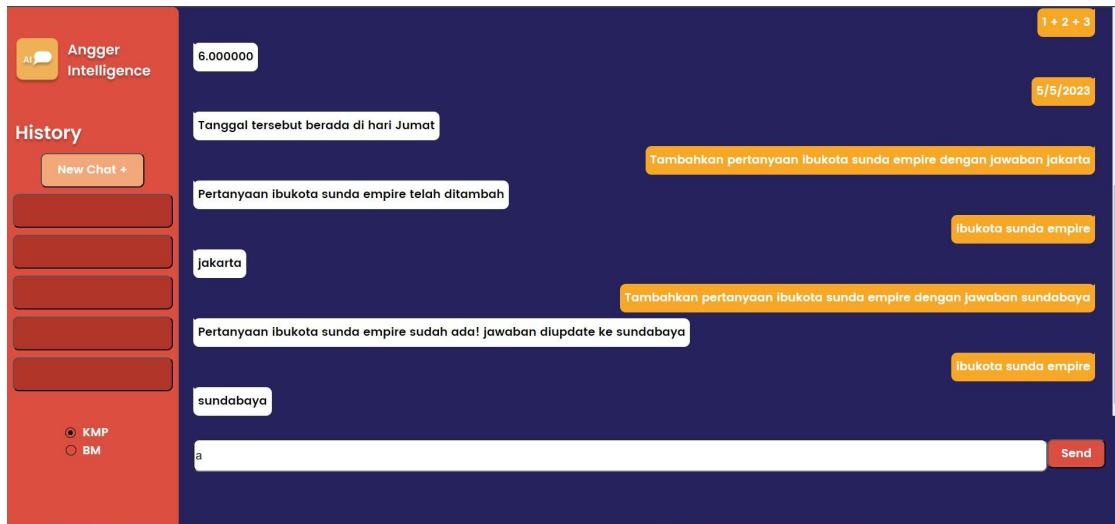 AI
Angger
Intelligence
History
New Chat +
KMP
BM
1 + 2 + 3
6.000000
5/5/2023
Tanggal tersebut berada di hari Jumat
Tambahkan pertanyaan ibukota sunda empire dengan jawaban jakarta
Pertanyaan ibukota sunda empire telah ditambah
ibukota sunda empire
jakarta
Tambahkan pertanyaan ibukota sunda empire dengan jawaban sundabaya
Pertanyaan ibukota sunda empire sudah ada! jawaban diupdate ke sundabaya
ibukota sunda empire
sundabaya
a
Send